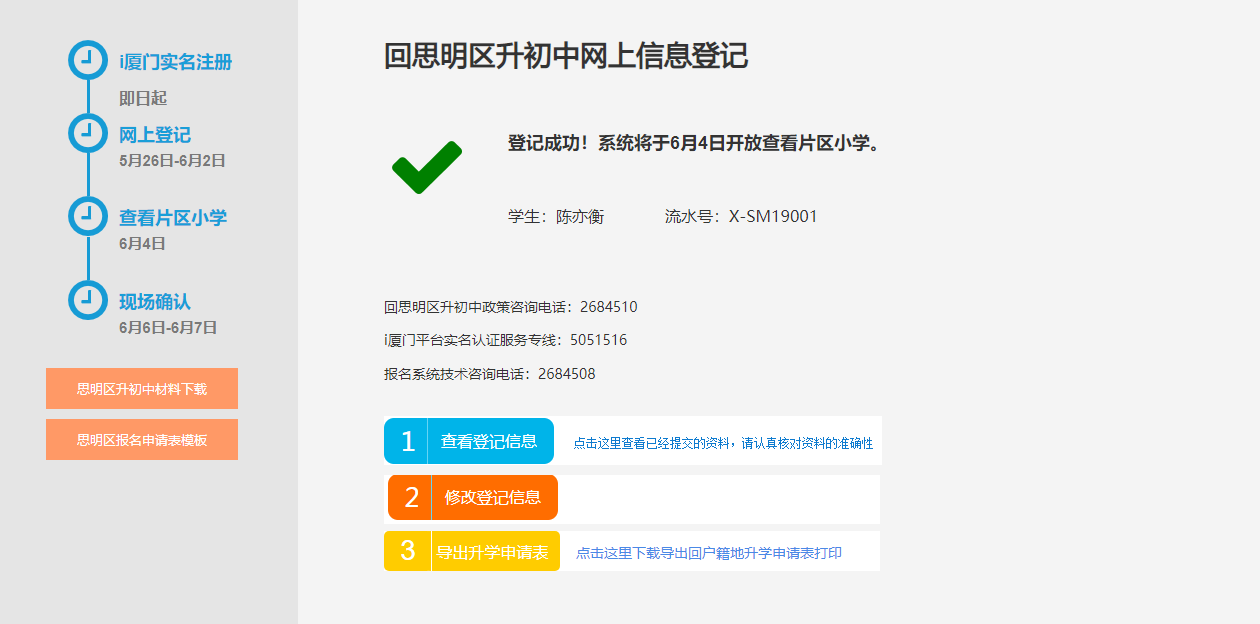 i厦门实名注册
即日起
网上登记
5月26日-6月2日
查看片区小学
6月4日
现场确认
6月6日-6月7日
思明区升初中材料下载
思明区报名申请表模板
回思明区升初中网上信息登记
登记成功！系统将于6月4日开放查看片区小学。
学生：陈亦衡 流水号：X-SM19001
回思明区升初中政策咨询电话：2684510
i厦门平台实名认证服务专线：5051516
报名系统技术咨询电话：2684508
1 查看登记信息 点击这里查看已经提交的资料，请认真核对资料的准确性
2 修改登记信息
3 导出升学申请表 点击这里下载导出回户籍地升学申请表打印